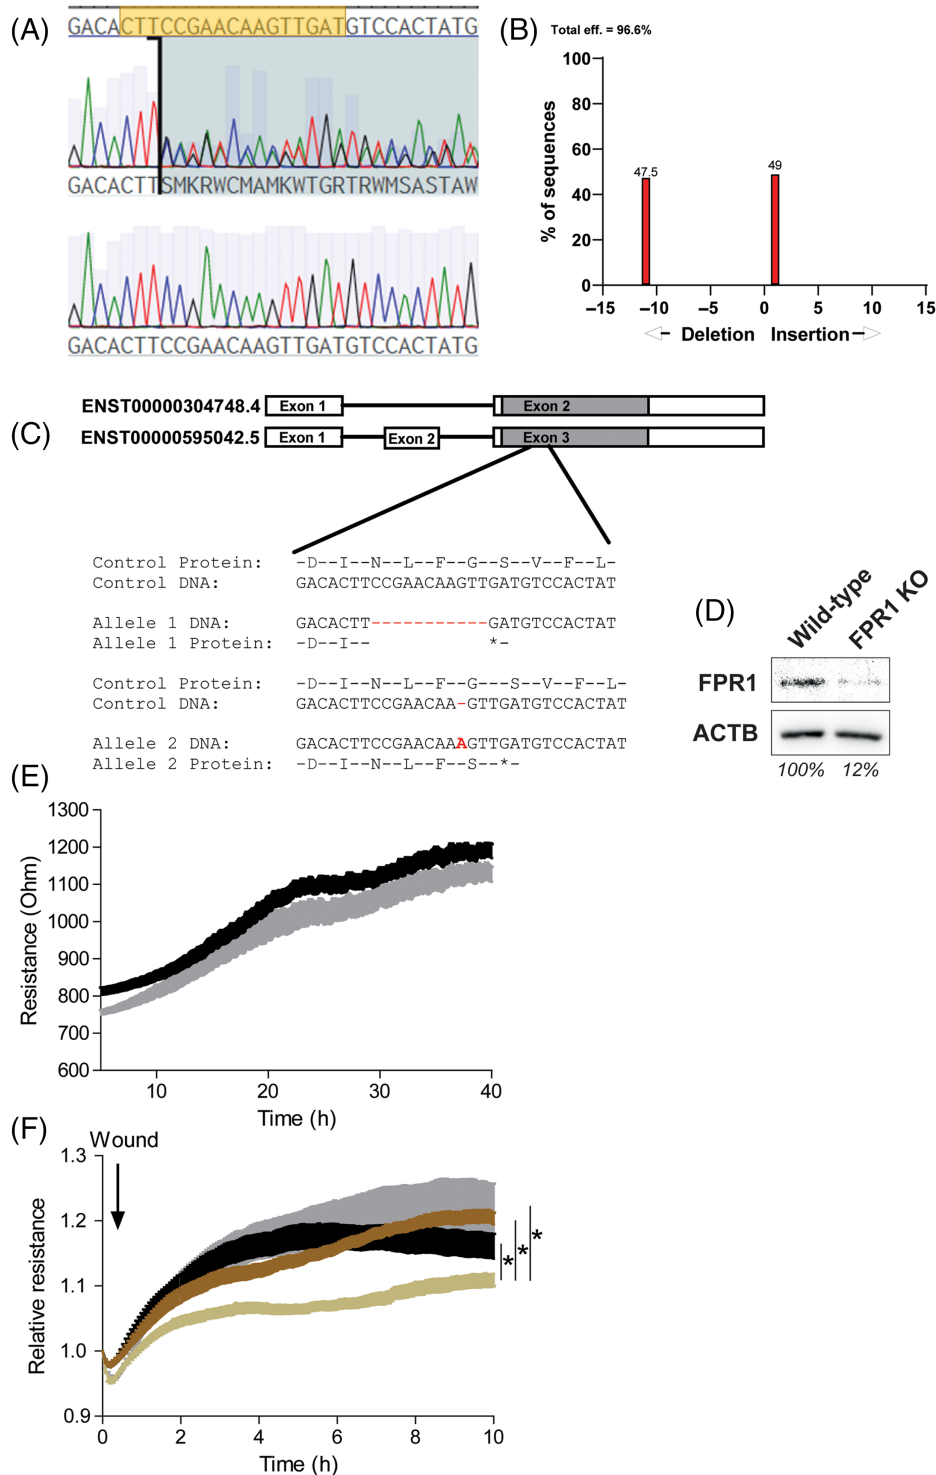 (A)
GACACTTCCGAACAAGTTGATGTCCACTATG
GACACTTSMKRWCMAMKWTGRTRWMSASTAW
GACACTTCCGAACAAGTTGATGTCCACTATG
(B)
Total eff. = 96.6%
% of sequences
100
80
60
40
20
0
47.5
49
−15
−10
−5
0
5
10
15
Deletion Insertion
(C)
ENST00000304748.4
Exon 1
Exon 2
ENST00000595042.5
Exon 1
Exon 2
Exon 3
Control Protein: -D--I--N--L--F--G--S--V--F--L-
Control DNA: GACACTTCCGAACAAGTTGATGTCCACTAT
Allele 1 DNA: GACACTT-----------GATGTCCACTAT
Allele 1 Protein: -D--I-- *-
Control Protein: -D--I--N--L--F--G---S--V--F--L-
Control DNA: GACACTTCCGAACAA-GTTGATGTCCACTAT
Allele 2 DNA: GACACTTCCGAACAAAGTTGATGTCCACTAT
Allele 2 Protein: -D--I--N--L--F--S--*-
(D)
Wild-type
FPR1 KO
FPR1
ACTB
100% 12%
(E)
Resistance (Ohm)
1300
1200
1100
1000
900
800
700
600
10
20
30
40
Time (h)
(F)
Wound
Relative resistance
1.3
1.2
1.1
1.0
0.9
*
*
*
0
2
4
6
8
10
Time (h)